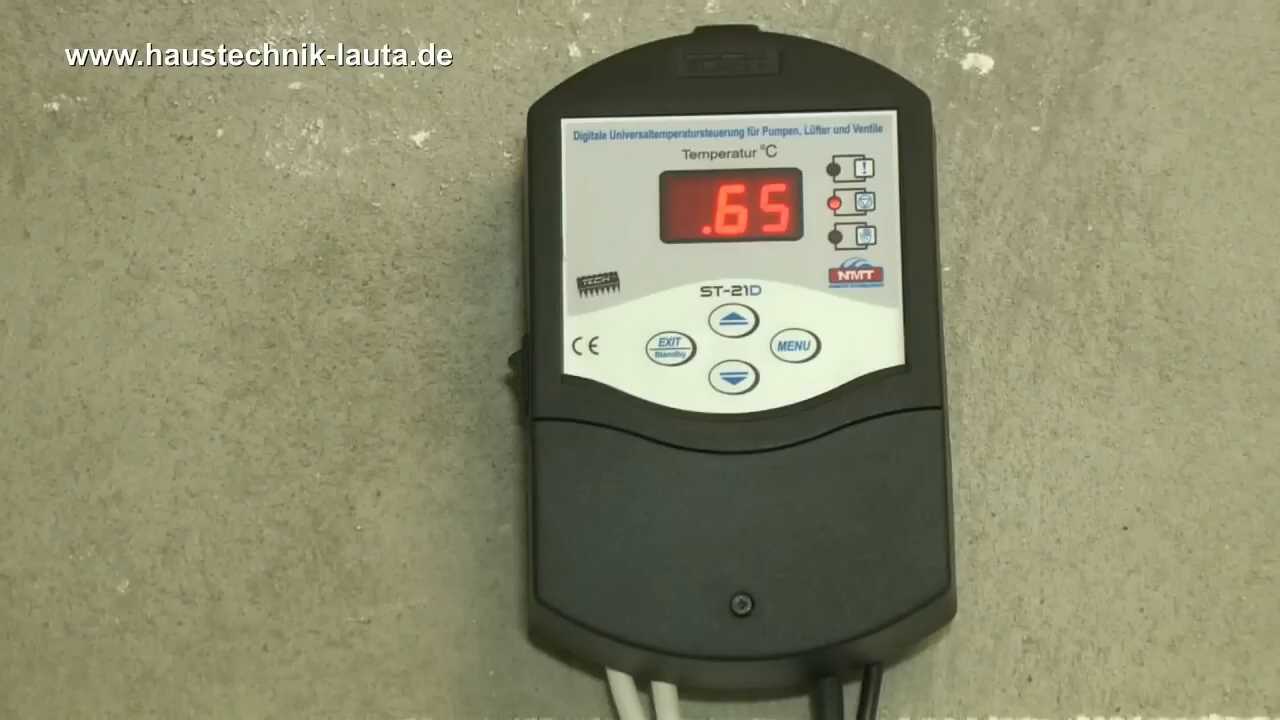 www.haustechnik-lauta.de
Digitale Universaltemperatursteuerung für Pumpen, Lüfter und Ventile
Temperatur °C
.65
!
NMT
TECH
ST-21D
EXIT
Standby
MENU
CE